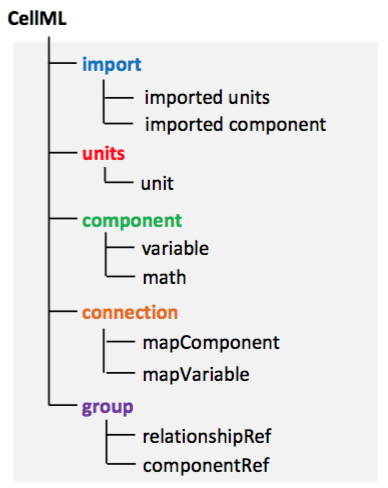 CellML
import
imported units
imported component
units
unit
component
variable
math
connection
mapComponent
mapVariable
group
relationshipRef
componentRef